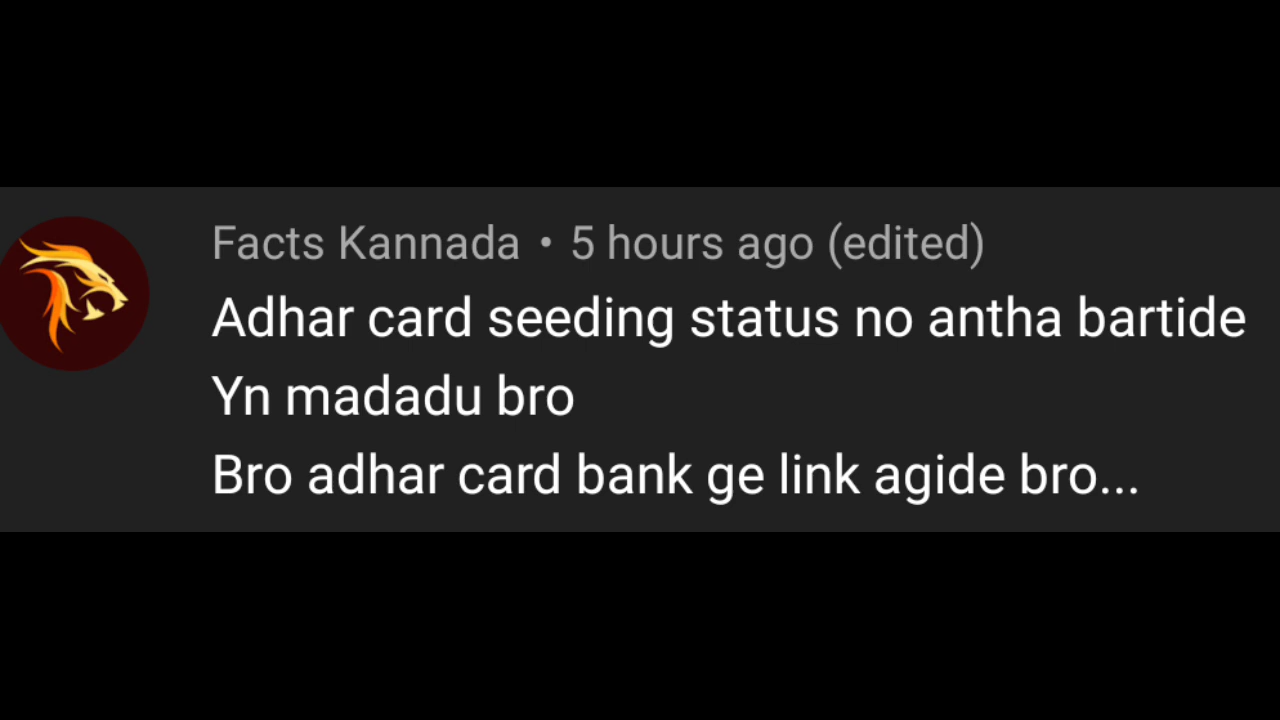 Facts Kannada • 5 hours ago (edited)
Adhar card seeding status no antha bartide
Yn madadu bro
Bro adhar card bank ge link agide bro...